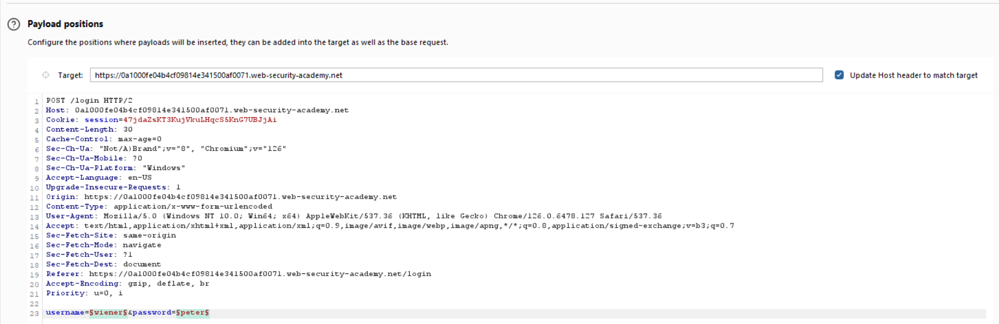 Payload positions
Configure the positions where payloads will be inserted, they can be added into the target as well as the base request.
Target: https://0a1000fe04b4cf09814e341500af0071.web-security-academy.net Update Host header to match target
1 POST /login HTTP/2
2 Host: 0a1000fe04b4cf09814e341500af0071.web-security-academy.net
3 Cookie: session=47jdaZsKT3KujVkuLHqcS5KnG7UBJjAi
4 Content-Length: 30
5 Cache-Control: max-age=0
6 Sec-Ch-Ua: "Not/A)Brand";v="8", "Chromium";v="126"
7 Sec-Ch-Ua-Mobile: ?0
8 Sec-Ch-Ua-Platform: "Windows"
9 Accept-Language: en-US
10 Upgrade-Insecure-Requests: 1
11 Origin: https://0a1000fe04b4cf09814e341500af0071.web-security-academy.net
12 Content-Type: application/x-www-form-urlencoded
13 User-Agent: Mozilla/5.0 (Windows NT 10.0; Win64; x64) AppleWebKit/537.36 (KHTML, like Gecko) Chrome/126.0.6478.127 Safari/537.36
14 Accept: text/html,application/xhtml+xml,application/xml;q=0.9,image/avif,image/webp,image/apng,*/*;q=0.8,application/signed-exchange;v=b3;q=0.7
15 Sec-Fetch-Site: same-origin
16 Sec-Fetch-Mode: navigate
17 Sec-Fetch-User: ?1
18 Sec-Fetch-Dest: document
19 Referer: https://0a1000fe04b4cf09814e341500af0071.web-security-academy.net/login
20 Accept-Encoding: gzip, deflate, br
21 Priority: u=0, i
22
23 username=§wiener§&password=§peter§